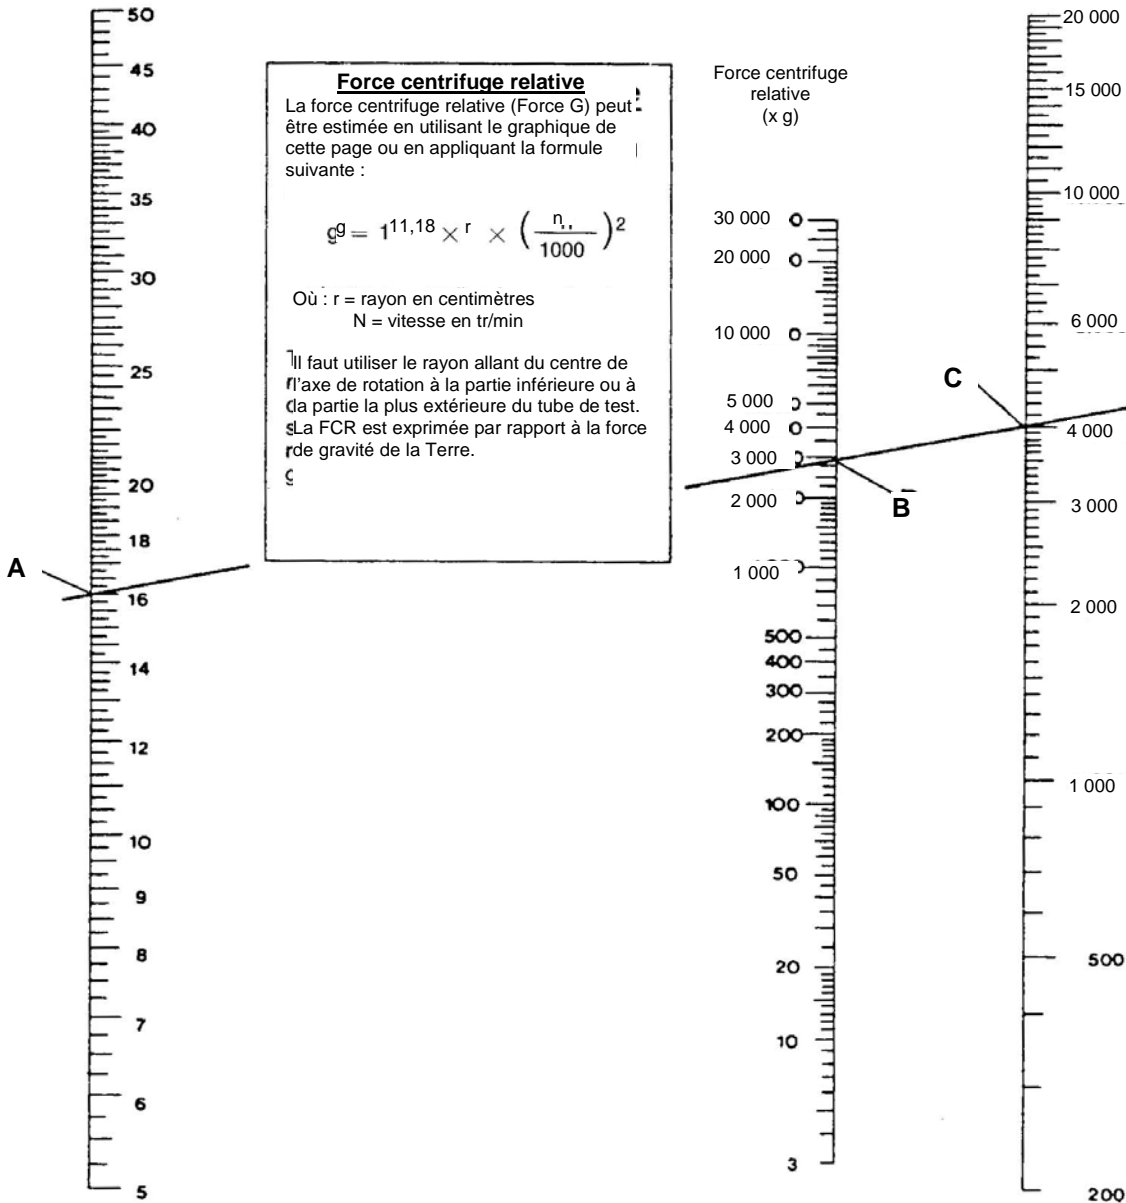 50
45
40
35
30
25
20
18
A
16
14
12
10
9
8
7
6
5
Force centrifuge relative
La force centrifuge relative (Force G) peut
être estimée en utilisant le graphique de
cette page ou en appliquant la formule
suivante :
g = 11,18 × r × ( n / 1000 )2
Où : r = rayon en centimètres
N = vitesse en tr/min
Il faut utiliser le rayon allant du centre de
l'axe de rotation à la partie inférieure ou à
la partie la plus extérieure du tube de test.
La FCR est exprimée par rapport à la force
de gravité de la Terre.
Force centrifuge
relative
(x g)
30 000
20 000
10 000
5 000
4 000
3 000
2 000
B
1 000
500
400
300
200
100
50
20
10
3
20 000
15 000
10 000
6 000
C
4 000
3 000
2 000
1 000
500
200